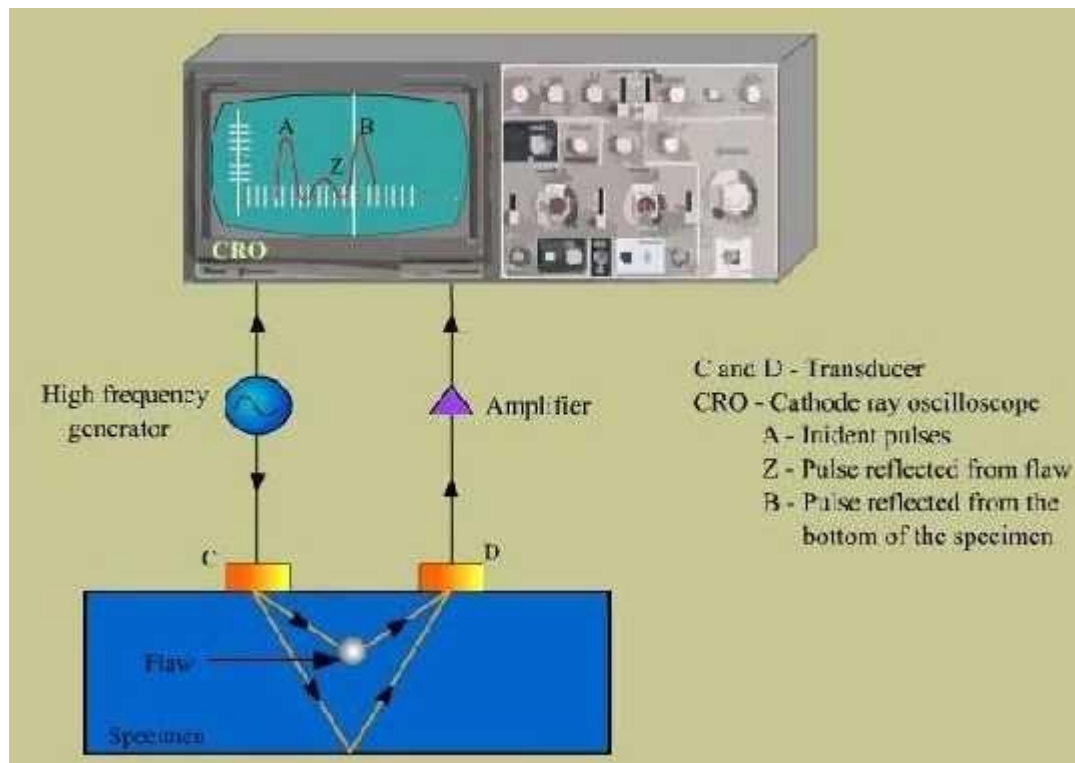 A
B
Z
CRO
High frequency
generator
Amplifier
C and D - Transducer
CRO - Cathode ray oscilloscope
A - Inident pulses
Z - Pulse reflected from flaw
B - Pulse reflected from the
bottom of the specimen
C
D
Flaw
Specimen